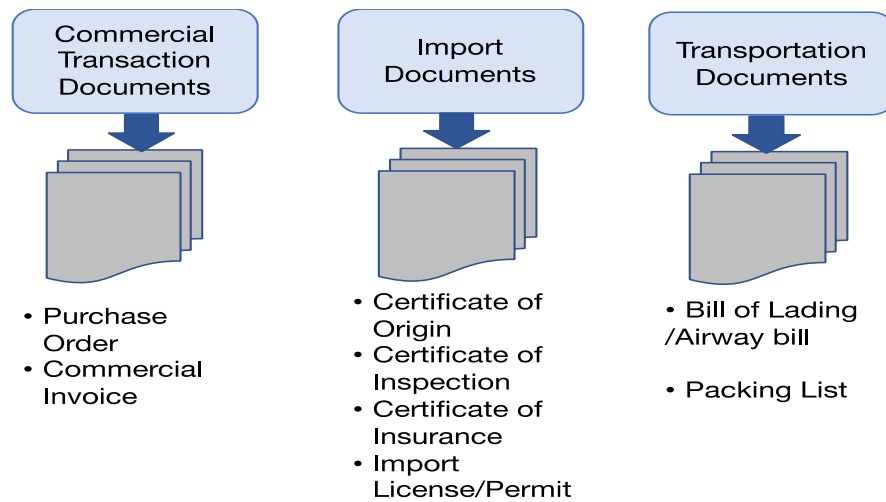 Commercial
Transaction
Documents
• Purchase
Order
• Commercial
Invoice
Import
Documents
• Certificate of
Origin
• Certificate of
Inspection
• Certificate of
Insurance
• Import
License/Permit
Transportation
Documents
• Bill of Lading
/Airway bill
• Packing List